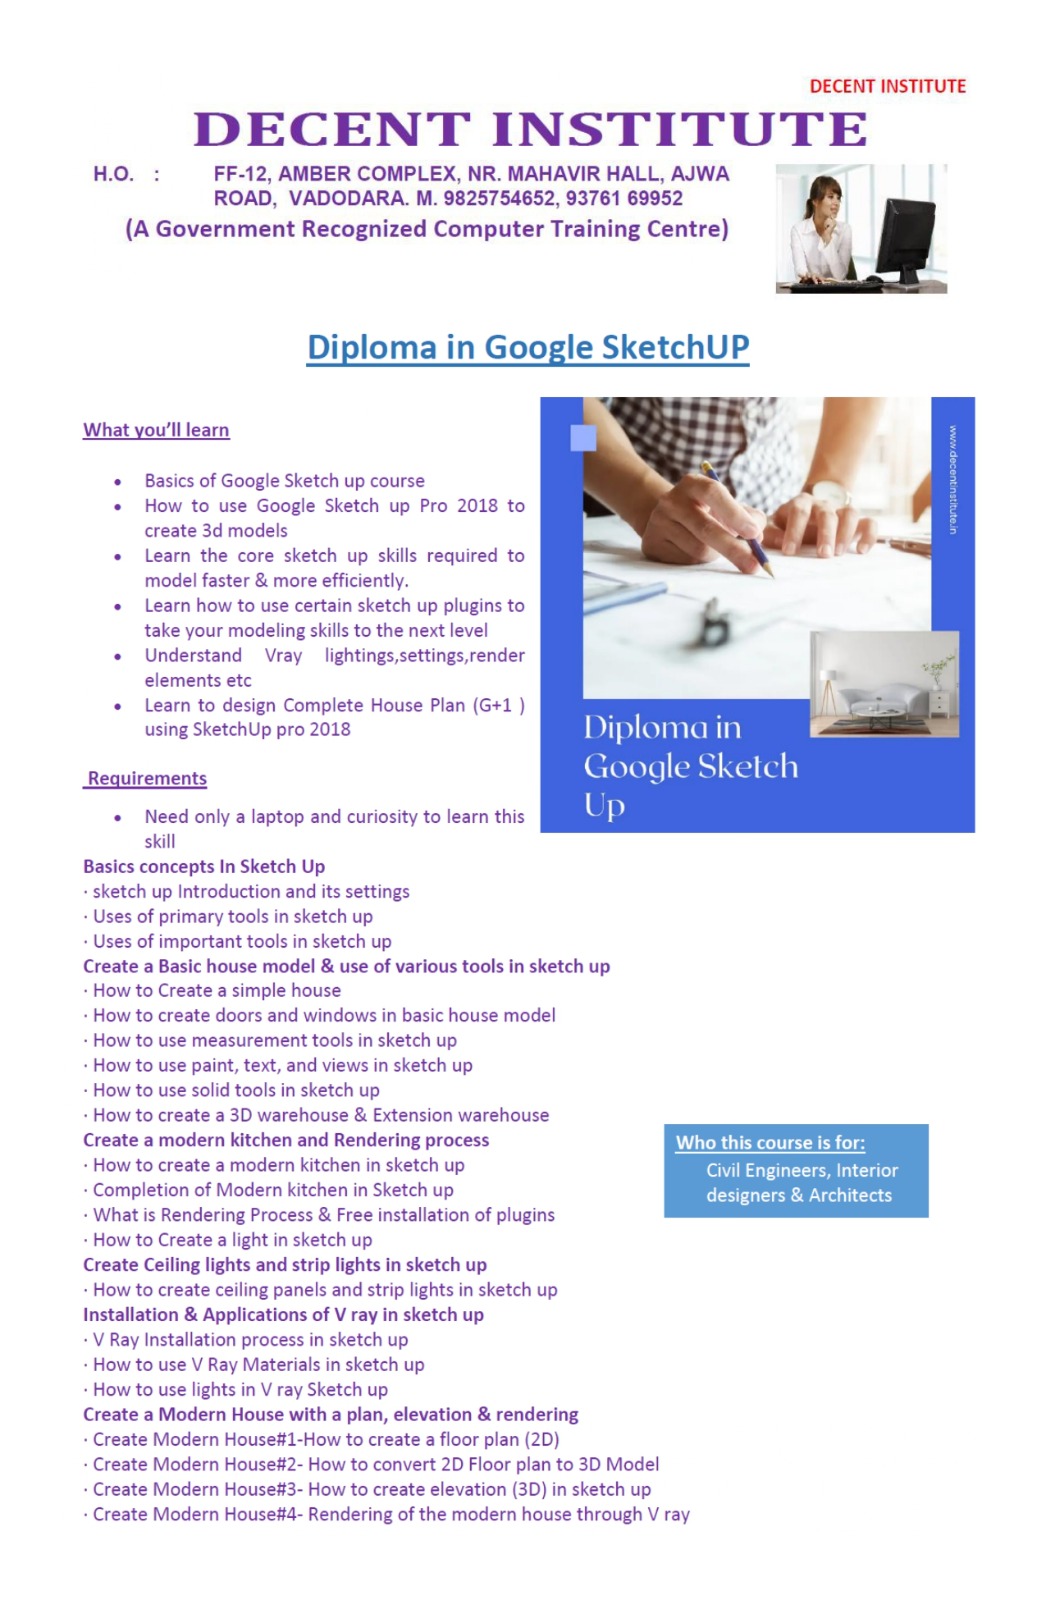 DECENT INSTITUTE
DECENT INSTITUTE
H.O. : FF-12, AMBER COMPLEX, NR. MAHAVIR HALL, AJWA
ROAD, VADODARA. M. 9825754652, 93761 69952
(A Government Recognized Computer Training Centre)
Diploma in Google SketchUP
What you'll learn
• Basics of Google Sketch up course
• How to use Google Sketch up Pro 2018 to
create 3d models
• Learn the core sketch up skills required to
model faster & more efficiently.
• Learn how to use certain sketch up plugins to
take your modeling skills to the next level
• Understand Vray lightings,settings,render
elements etc
• Learn to design Complete House Plan (G+1 )
using SketchUp pro 2018
www.decentinstitute.in
Diploma in
Google Sketch
Up
Requirements
• Need only a laptop and curiosity to learn this
skill
Basics concepts In Sketch Up
· sketch up Introduction and its settings
· Uses of primary tools in sketch up
· Uses of important tools in sketch up
Create a Basic house model & use of various tools in sketch up
· How to Create a simple house
· How to create doors and windows in basic house model
· How to use measurement tools in sketch up
· How to use paint, text, and views in sketch up
· How to use solid tools in sketch up
· How to create a 3D warehouse & Extension warehouse
Create a modern kitchen and Rendering process
· How to create a modern kitchen in sketch up
· Completion of Modern kitchen in Sketch up
· What is Rendering Process & Free installation of plugins
· How to Create a light in sketch up
Who this course is for:
Civil Engineers, Interior
designers & Architects
Create Ceiling lights and strip lights in sketch up
· How to create ceiling panels and strip lights in sketch up
Installation & Applications of V ray in sketch up
· V Ray Installation process in sketch up
· How to use V Ray Materials in sketch up
· How to use lights in V ray Sketch up
Create a Modern House with a plan, elevation & rendering
· Create Modern House#1-How to create a floor plan (2D)
· Create Modern House#2- How to convert 2D Floor plan to 3D Model
· Create Modern House#3- How to create elevation (3D) in sketch up
· Create Modern House#4- Rendering of the modern house through V ray